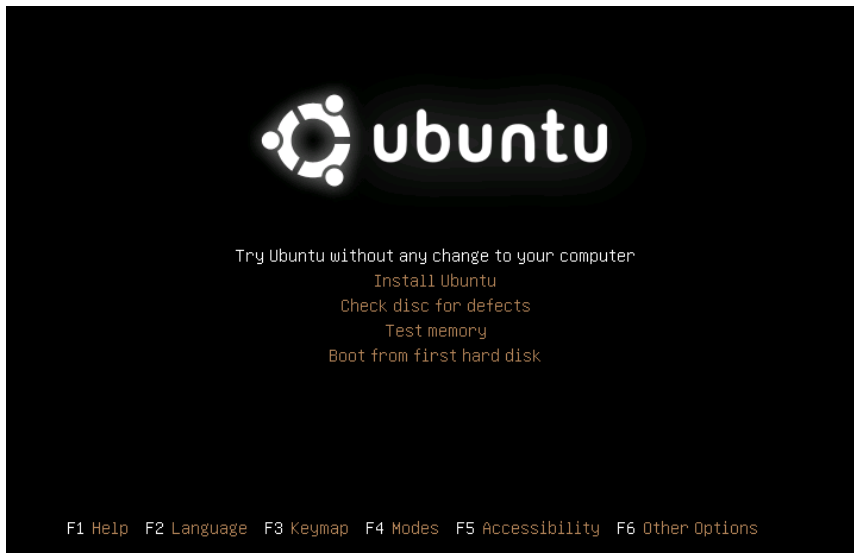 ubuntu
Try Ubuntu without any change to your computer
Install Ubuntu
Check disc for defects
Test memory
Boot from first hard disk
F1 Help F2 Language F3 Keymap F4 Modes F5 Accessibility F6 Other Options